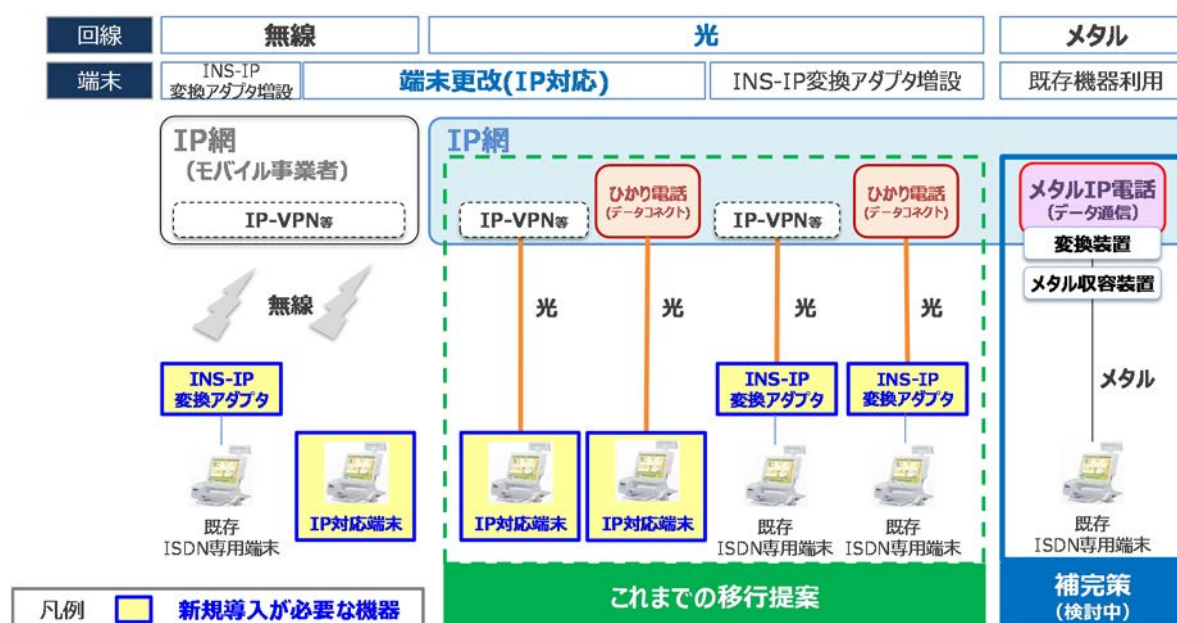 回線
無線
光
メタル
端末
INS-IP
変換アダプタ増設
端末更改(IP対応)
INS-IP変換アダプタ増設
既存機器利用
IP網
(モバイル事業者)
IP-VPN等
IP網
IP-VPN等
ひかり電話
(データコネクト)
IP-VPN等
ひかり電話
(データコネクト)
メタルIP電話
(データ通信)
変換装置
メタル収容装置
無線
光
光
光
光
メタル
INS-IP
変換アダプタ
INS-IP
変換アダプタ
INS-IP
変換アダプタ
既存
ISDN専用端末
IP対応端末
IP対応端末
IP対応端末
既存
ISDN専用端末
既存
ISDN専用端末
既存
ISDN専用端末
これまでの移行提案
補完策
(検討中)
凡例
新規導入が必要な機器